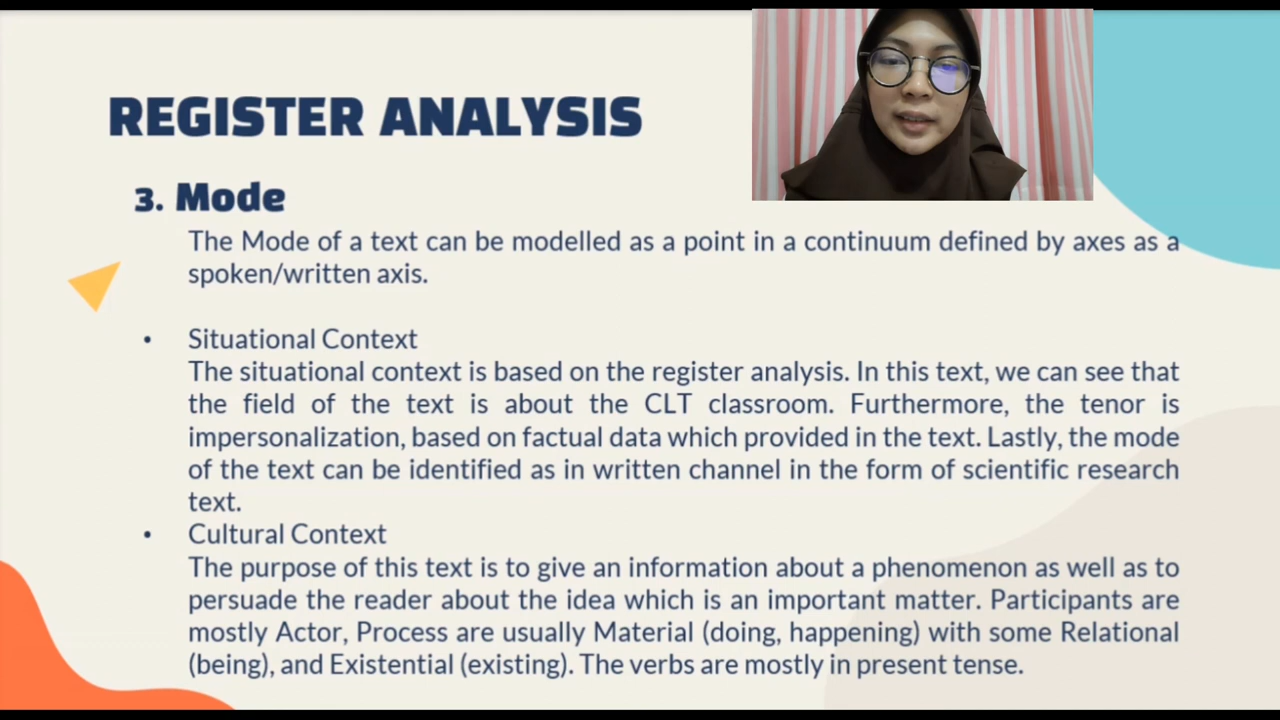 REGISTER ANALYSIS
3. Mode
The Mode of a text can be modelled as a point in a continuum defined by axes as a
spoken/written axis.
• Situational Context
The situational context is based on the register analysis. In this text, we can see that
the field of the text is about the CLT classroom. Furthermore, the tenor is
impersonalization, based on factual data which provided in the text. Lastly, the mode
of the text can be identified as in written channel in the form of scientific research
text.
• Cultural Context
The purpose of this text is to give an information about a phenomenon as well as to
persuade the reader about the idea which is an important matter. Participants are
mostly Actor, Process are usually Material (doing, happening) with some Relational
(being), and Existential (existing). The verbs are mostly in present tense.